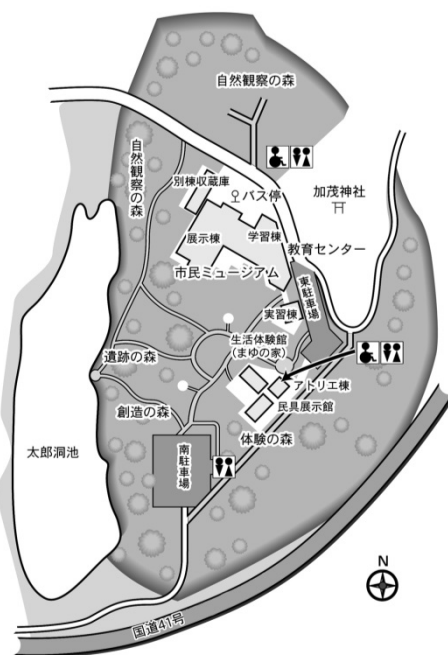 自然観察の森
自然観察の森
別棟収蔵庫
バス停
加茂神社
展示棟
学習棟
教育センター
市民ミュージアム
東駐車場
実習棟
生活体験館
(まゆの家)
遺跡の森
アトリエ棟
創造の森
民具展示館
体験の森
太郎洞池
南駐車場
N
国道41号